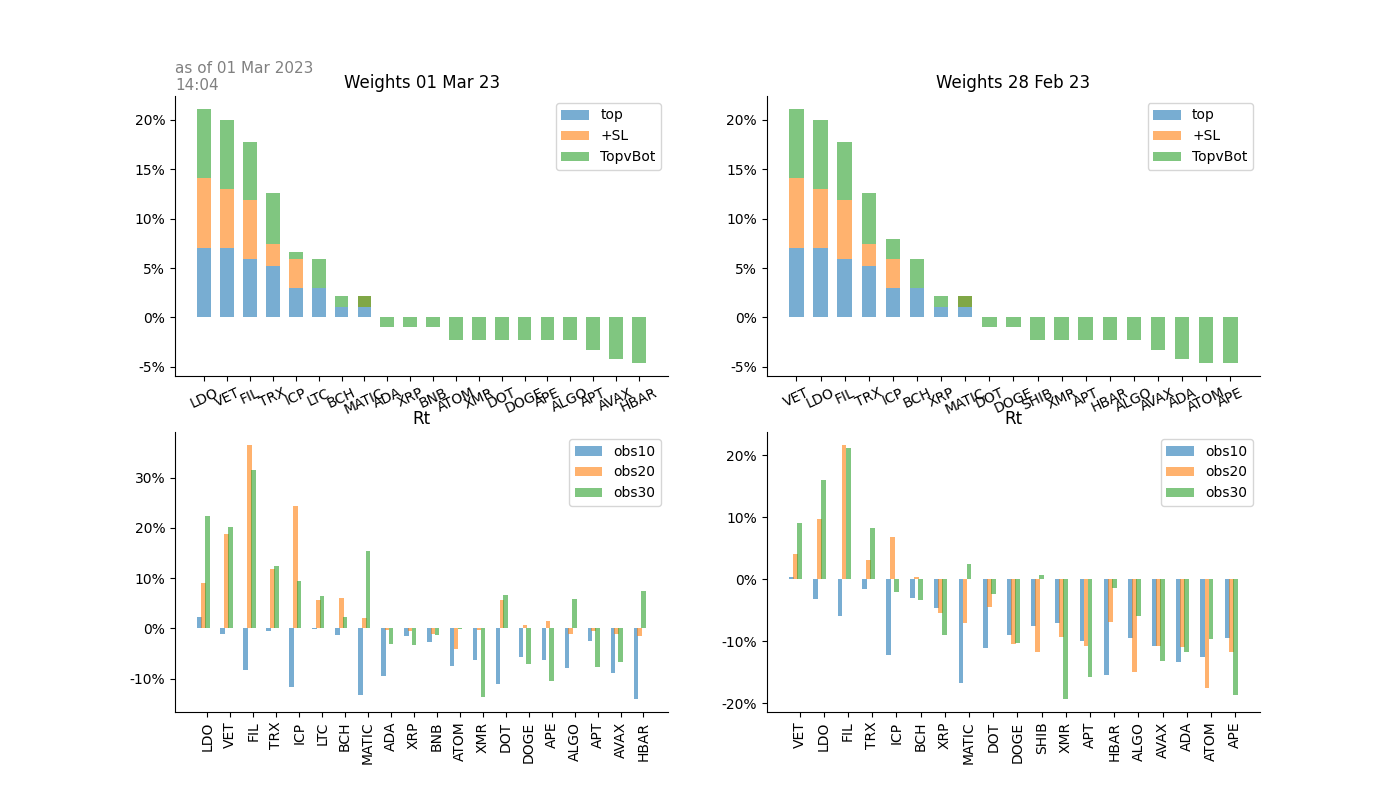 as of 01 Mar 2023
14:04
Weights 01 Mar 23
20%
15%
10%
5%
0%
-5%
top
+SL
TopvBot
LDO VET FIL TRX ICP LTC BCH MATIC ADA XRP BNB ATOM XMR DOT DOGE APE ALGO APT AVAX HBAR
Weights 28 Feb 23
20%
15%
10%
5%
0%
-5%
top
+SL
TopvBot
VET LDO FIL TRX ICP BCH XRP MATIC DOT DOGE SHIB XMR APT HBAR ALGO AVAX ADA ATOM APE
Rt
30%
20%
10%
0%
-10%
obs10
obs20
obs30
LDO VET FIL TRX ICP LTC BCH MATIC ADA XRP BNB ATOM XMR DOT DOGE APE ALGO APT AVAX HBAR
Rt
20%
10%
0%
-10%
-20%
obs10
obs20
obs30
VET LDO FIL TRX ICP BCH XRP MATIC DOT DOGE SHIB XMR APT HBAR ALGO AVAX ADA ATOM APE